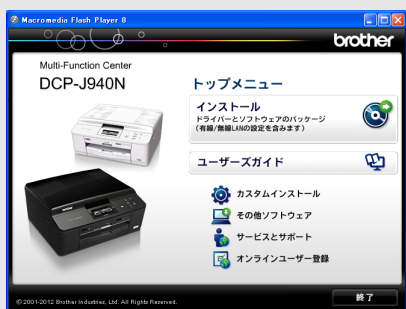 Macromedia Flash Player 8
brother
Multi-Function Center
DCP-J940N
トップメニュー
インストール
ドライバーとソフトウェアのパッケージ
(有線/無線LANの設定を含みます)
ユーザーズガイド
カスタムインストール
その他ソフトウェア
サービスとサポート
オンラインユーザー登録
© 2001-2012 Brother Industries, Ltd. All Rights Reserved.
終了